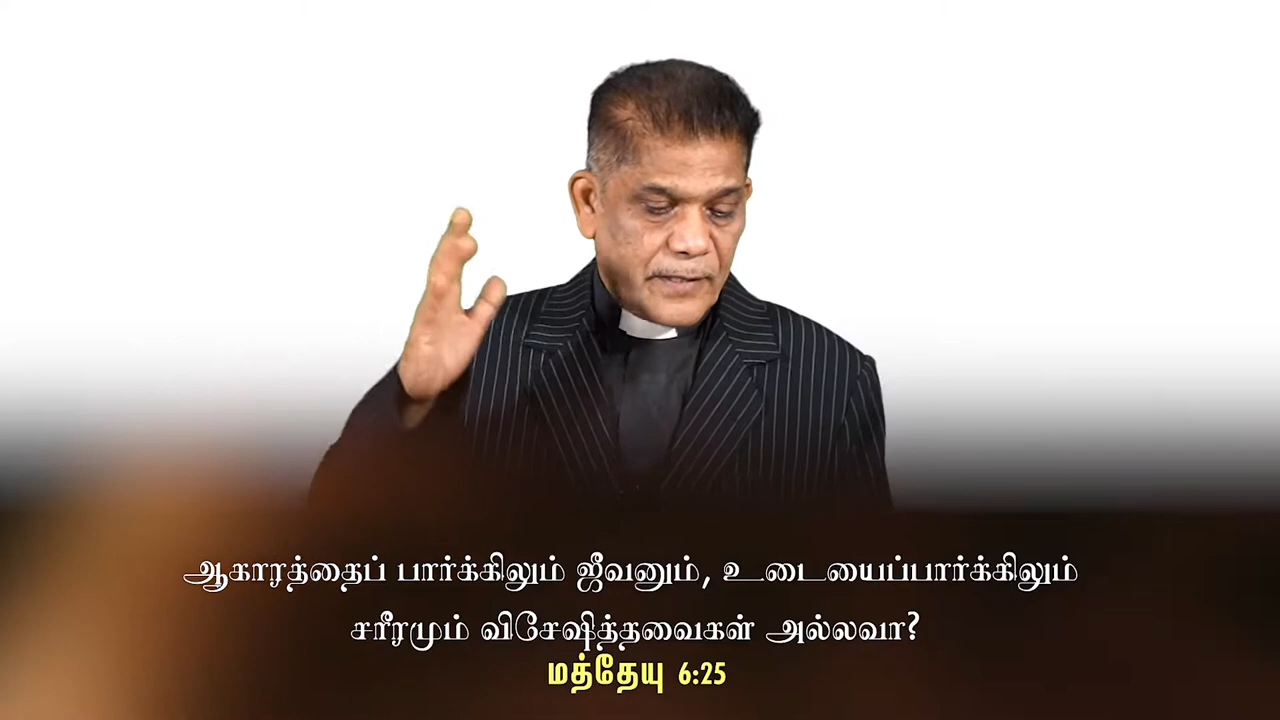 ஆகாரத்தைப் பார்க்கிலும் ஜீவனும், உடையைப்பார்க்கிலும்
சரீரமும் விசேஷித்தவைகள் அல்லவா?
மத்தேயு 6:25